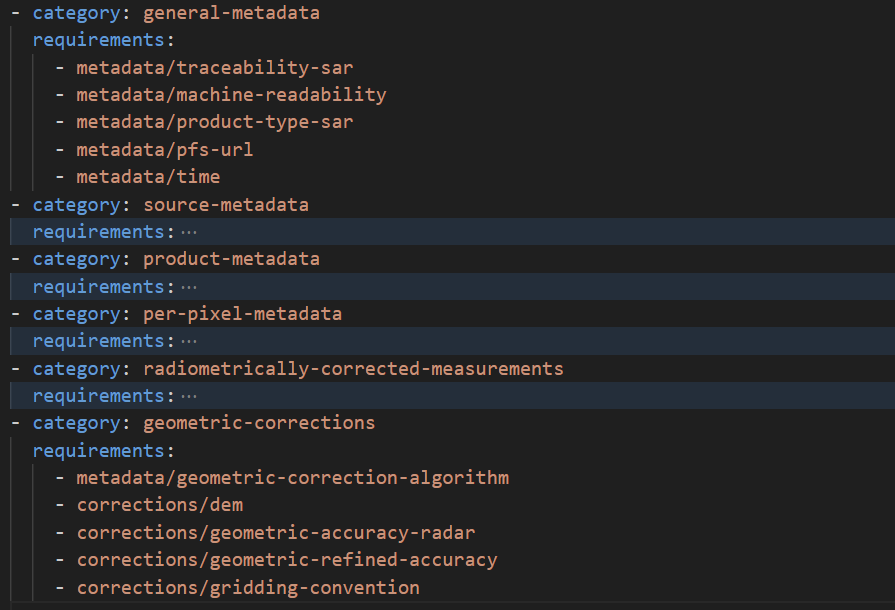 - category: general-metadata
  requirements:
    - metadata/traceability-sar
    - metadata/machine-readability
    - metadata/product-type-sar
    - metadata/pfs-url
    - metadata/time
- category: source-metadata
  requirements: ···
- category: product-metadata
  requirements: ···
- category: per-pixel-metadata
  requirements: ···
- category: radiometrically-corrected-measurements
  requirements: ···
- category: geometric-corrections
  requirements:
    - metadata/geometric-correction-algorithm
    - corrections/dem
    - corrections/geometric-accuracy-radar
    - corrections/geometric-refined-accuracy
    - corrections/gridding-convention